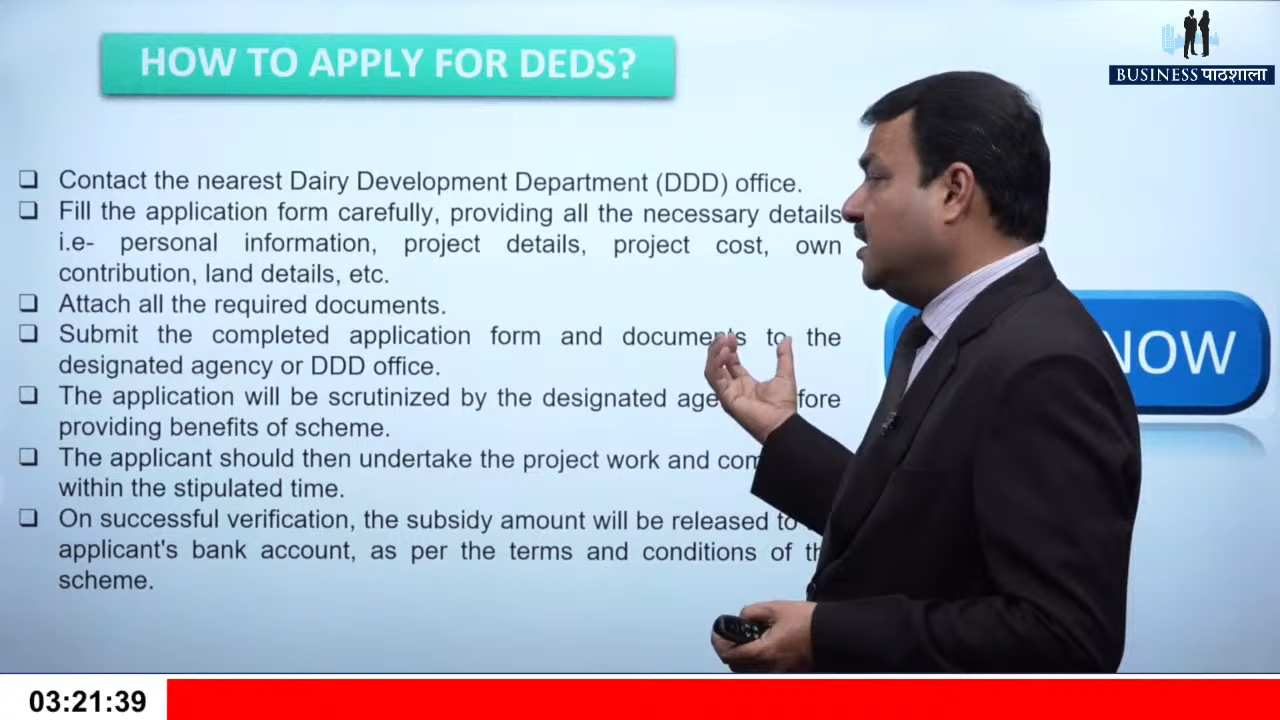 HOW TO APPLY FOR DEDS?
BUSINESS पाठशाला
❑ Contact the nearest Dairy Development Department (DDD) office.
❑ Fill the application form carefully, providing all the necessary details
i.e- personal information, project details, project cost, own
contribution, land details, etc.
❑ Attach all the required documents.
❑ Submit the completed application form and documents to the
designated agency or DDD office.
❑ The application will be scrutinized by the designated
providing benefits of scheme.
❑ The applicant should then undertake the project work and
within the stipulated time.
❑ On successful verification, the subsidy amount will be released to
applicant's bank account, as per the terms and conditions of
scheme.
NOW
03:21:39